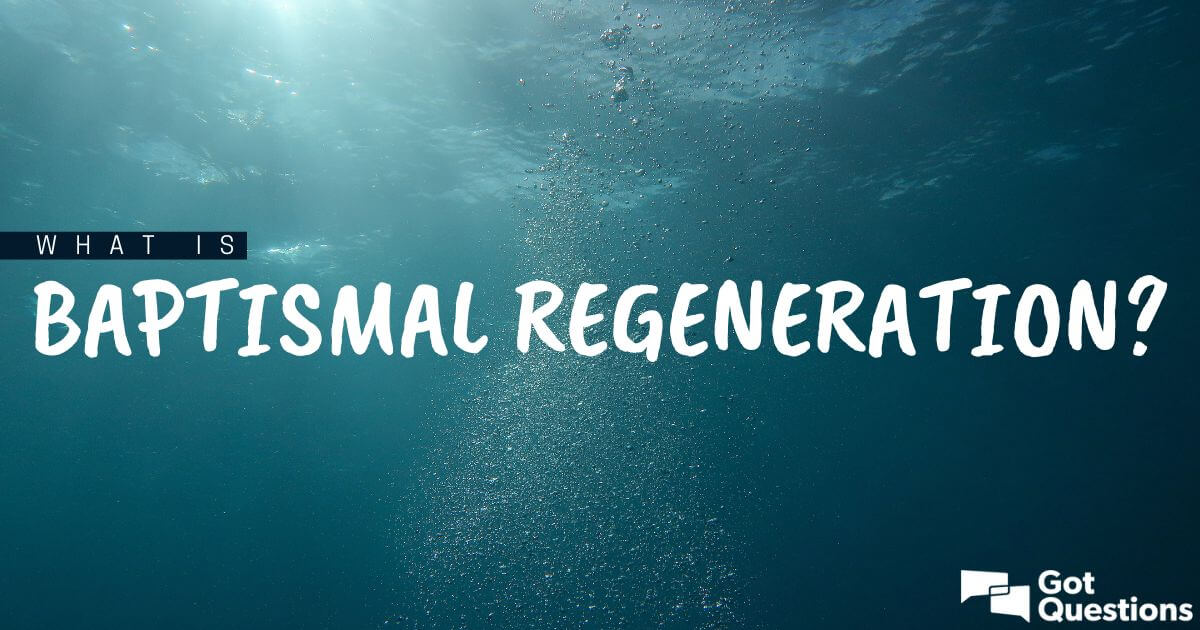 WHAT IS
BAPTISMAL REGENERATION?
Got
Questions